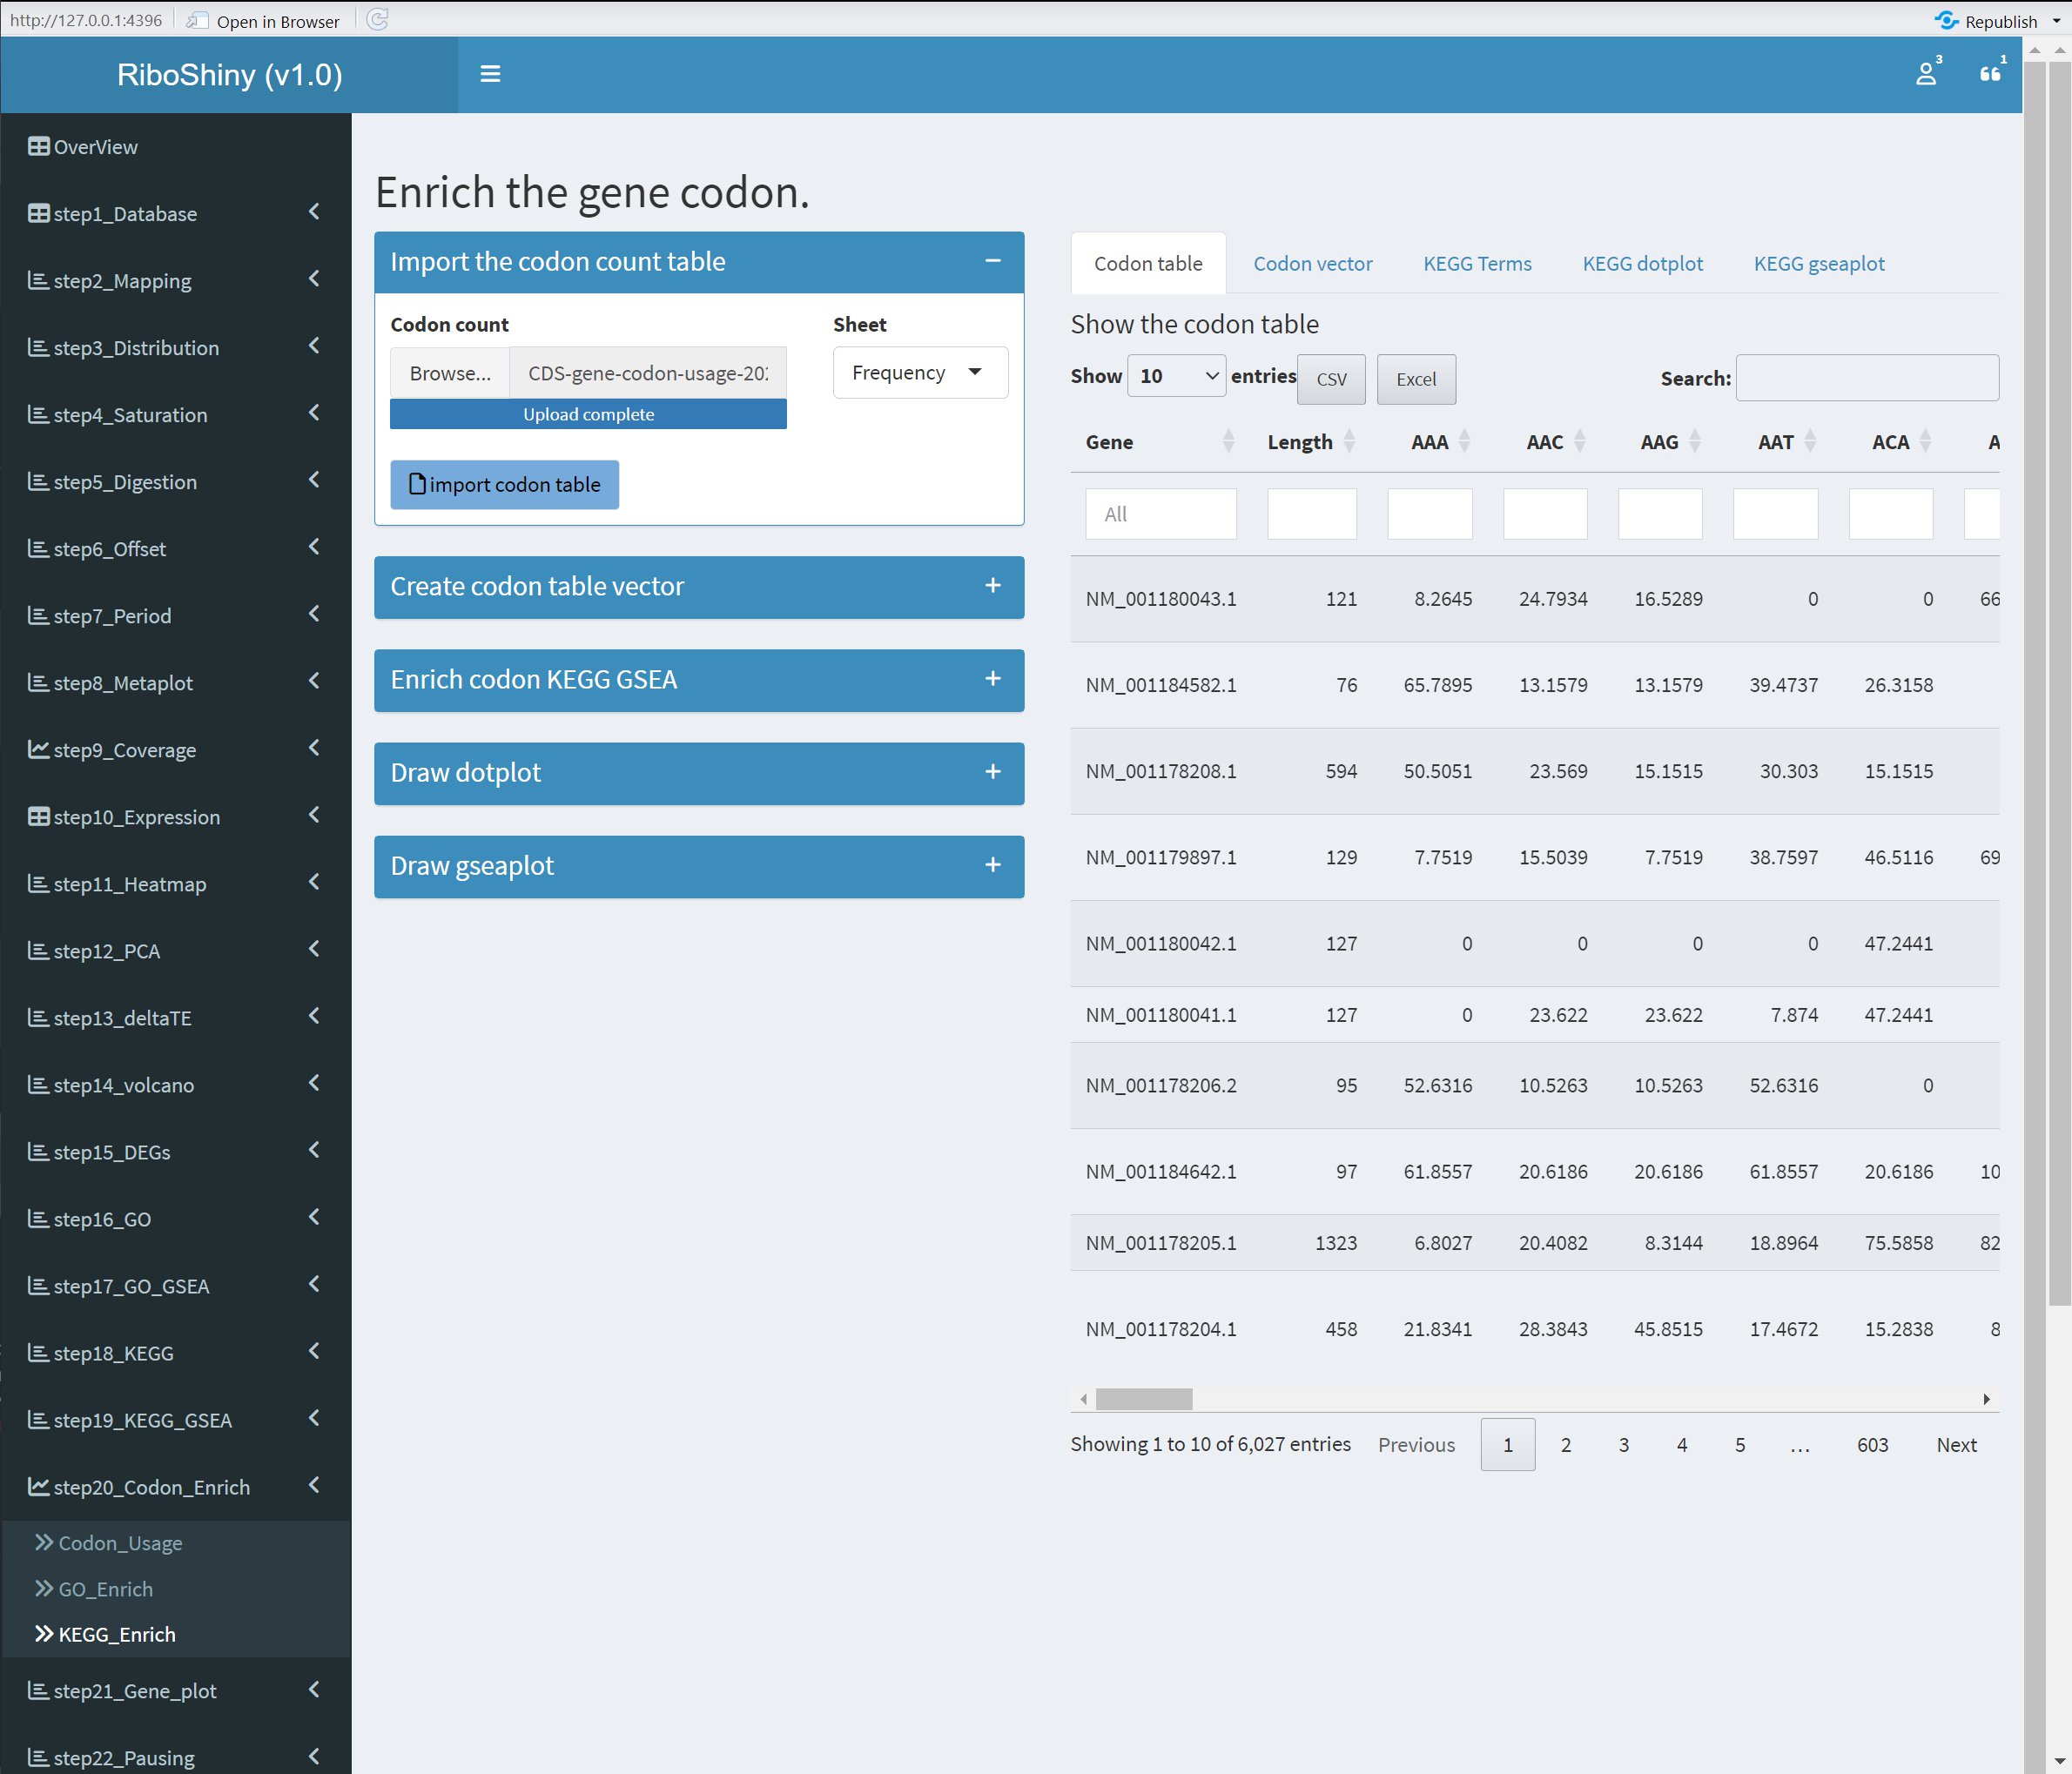 http://127.0.0.1:4396 Open in Browser Republish
RiboShiny (v1.0) 3 1
OverView
step1_Database
step2_Mapping
step3_Distribution
step4_Saturation
step5_Digestion
step6_Offset
step7_Period
step8_Metaplot
step9_Coverage
step10_Expression
step11_Heatmap
step12_PCA
step13_deltaTE
step14_volcano
step15_DEGs
step16_GO
step17_GO_GSEA
step18_KEGG
step19_KEGG_GSEA
step20_Codon_Enrich
Codon_Usage
GO_Enrich
KEGG_Enrich
step21_Gene_plot
step22_Pausing
Enrich the gene codon.
Import the codon count table
Codon count Sheet
Browse... CDS-gene-codon-usage-202 Frequency
Upload complete
import codon table
Create codon table vector
Enrich codon KEGG GSEA
Draw dotplot
Draw gseaplot
Codon table Codon vector KEGG Terms KEGG dotplot KEGG gseaplot
Show the codon table
Show 10 entries CSV Excel Search:
Gene Length AAA AAC AAG AAT ACA A
All
NM_001180043.1 121 8.2645 24.7934 16.5289 0 0 66
NM_001184582.1 76 65.7895 13.1579 13.1579 39.4737 26.3158
NM_001178208.1 594 50.5051 23.569 15.1515 30.303 15.1515
NM_001179897.1 129 7.7519 15.5039 7.7519 38.7597 46.5116 69
NM_001180042.1 127 0 0 0 0 47.2441
NM_001180041.1 127 0 23.622 23.622 7.874 47.2441
NM_001178206.2 95 52.6316 10.5263 10.5263 52.6316 0
NM_001184642.1 97 61.8557 20.6186 20.6186 61.8557 20.6186 10
NM_001178205.1 1323 6.8027 20.4082 8.3144 18.8964 75.5858 82
NM_001178204.1 458 21.8341 28.3843 45.8515 17.4672 15.2838 8
Showing 1 to 10 of 6,027 entries Previous 1 2 3 4 5 … 603 Next